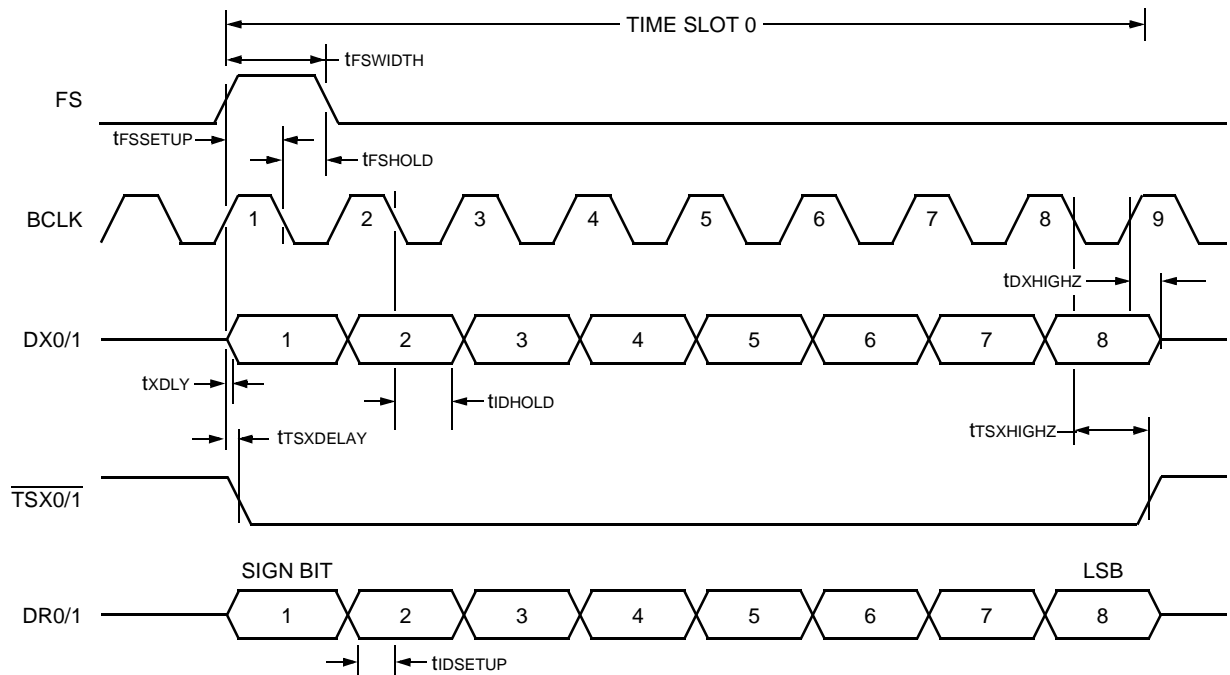 TIME SLOT 0
tFSWIDTH
FS
tFSSETUP
tFSHOLD
BCLK
1 2 3 4 5 6 7 8 9
tDXHIGHZ
DX0/1
1 2 3 4 5 6 7 8
tXDLY
tIDHOLD
tTSXDELAY
tTSXHIGHZ
TSX0/1
SIGN BIT LSB
DR0/1
1 2 3 4 5 6 7 8
tIDSETUP